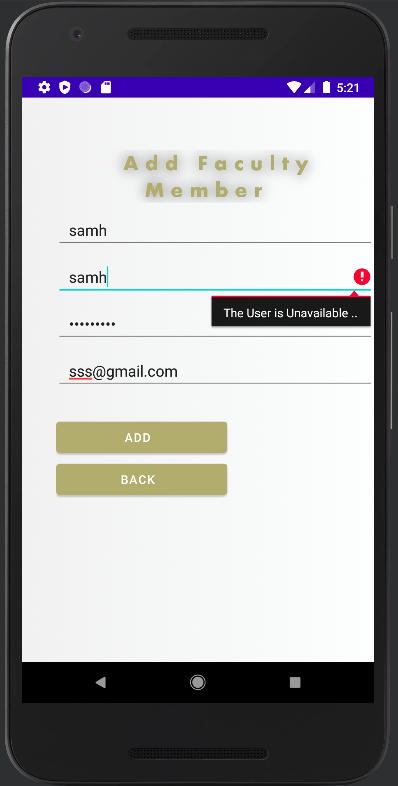 5:21
Add Faculty
Member
samh
samh
The User is Unavailable ..
•••••••••
sss@gmail.com
ADD
BACK